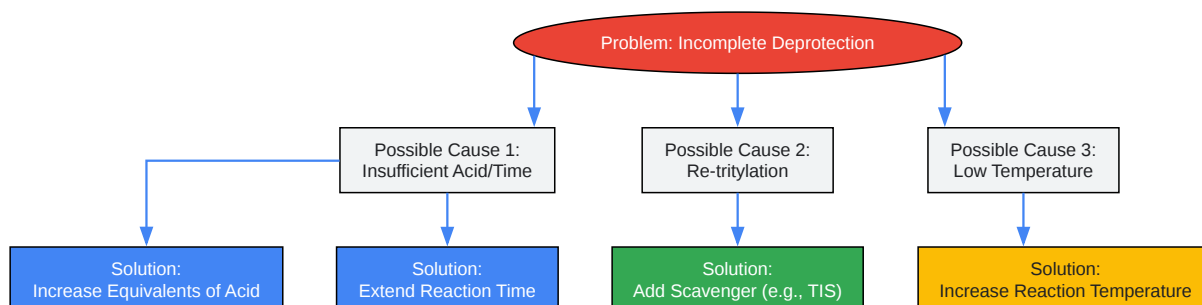 Problem: Incomplete Deprotection
Possible Cause 1:
Insufficient Acid/Time
Possible Cause 2:
Re-tritylation
Possible Cause 3:
Low Temperature
Solution:
Increase Equivalents of Acid
Solution:
Extend Reaction Time
Solution:
Add Scavenger (e.g., TIS)
Solution:
Increase Reaction Temperature